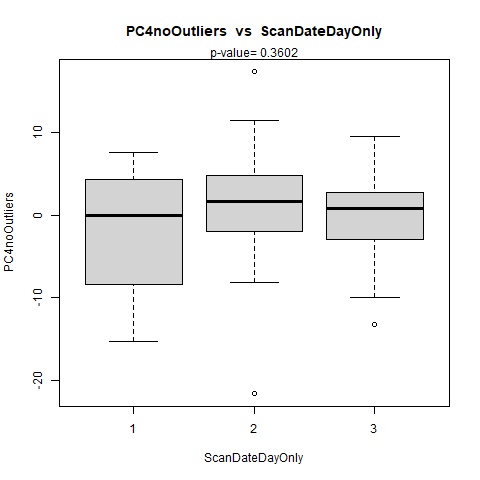 PC4noOutliers vs ScanDateDayOnly
p-value= 0.3602
PC4noOutliers
10
0
-10
-20
1 2 3
ScanDateDayOnly